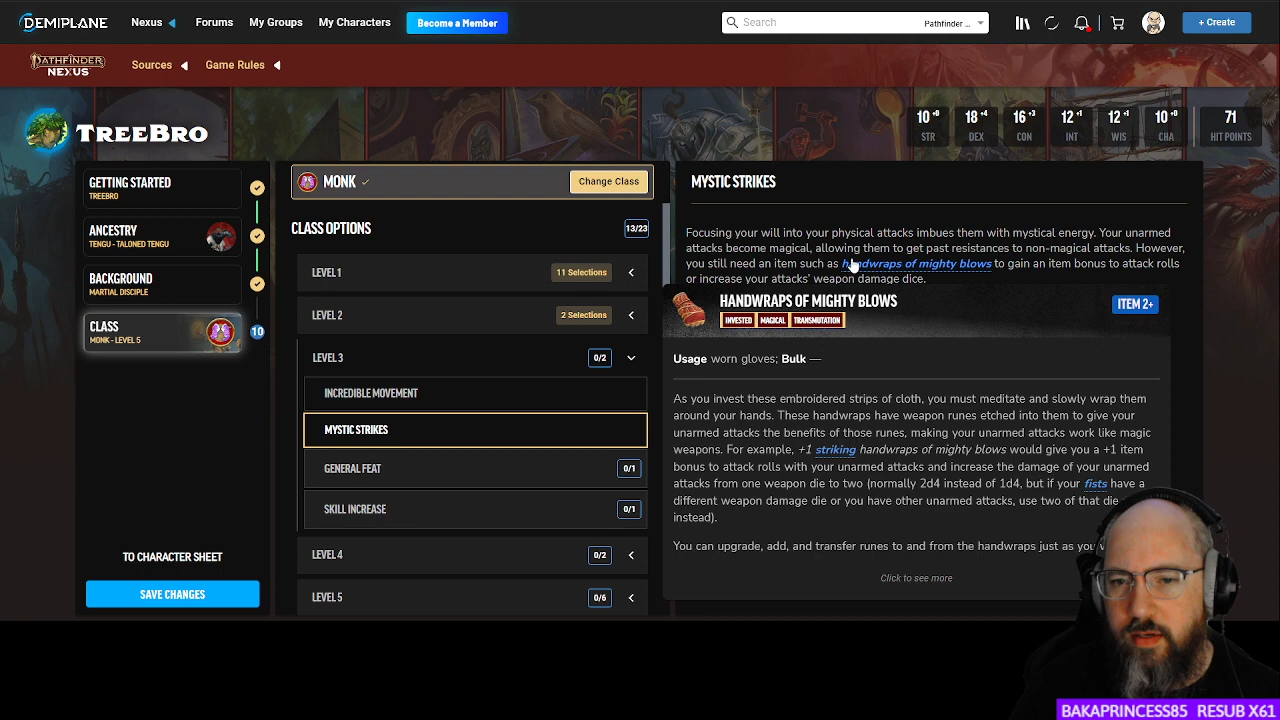 DEMIPLANE
Nexus
Forums
My Groups
My Characters
Become a Member
Search
Pathfinder ...
+ Create
PATHFINDER
NEXUS
Sources
Game Rules
TREEBRO
10 +0
STR
18 +4
DEX
16 +3
CON
12 +1
INT
12 +1
WIS
10 +0
CHA
71
HIT POINTS
GETTING STARTED
TREEBRO
ANCESTRY
TENGU - TALONED TENGU
BACKGROUND
MARTIAL DISCIPLE
CLASS
MONK - LEVEL 5
10
TO CHARACTER SHEET
SAVE CHANGES
MONK
Change Class
CLASS OPTIONS
13/23
LEVEL 1
11 Selections
LEVEL 2
2 Selections
LEVEL 3
0/2
INCREDIBLE MOVEMENT
MYSTIC STRIKES
GENERAL FEAT
0/1
SKILL INCREASE
0/1
LEVEL 4
0/2
LEVEL 5
0/6
MYSTIC STRIKES
Focusing your will into your physical attacks imbues them with mystical energy. Your unarmed
attacks become magical, allowing them to get past resistances to non-magical attacks. However,
you still need an item such as handwraps of mighty blows to gain an item bonus to attack rolls
or increase your attacks' weapon damage dice.
HANDWRAPS OF MIGHTY BLOWS
ITEM 2+
INVESTED MAGICAL TRANSMUTATION
Usage worn gloves; Bulk —
As you invest these embroidered strips of cloth, you must meditate and slowly wrap them
around your hands. These handwraps have weapon runes etched into them to give your
unarmed attacks the benefits of those runes, making your unarmed attacks work like magic
weapons. For example, +1 striking handwraps of mighty blows would give you a +1 item
bonus to attack rolls with your unarmed attacks and increase the damage of your unarmed
attacks from one weapon die to two (normally 2d4 instead of 1d4, but if your fists have a
different weapon damage die or you have other unarmed attacks, use two of that die
instead).
You can upgrade, add, and transfer runes to and from the handwraps just as you
Click to see more
BAKAPRINCESS85 RESUB X61